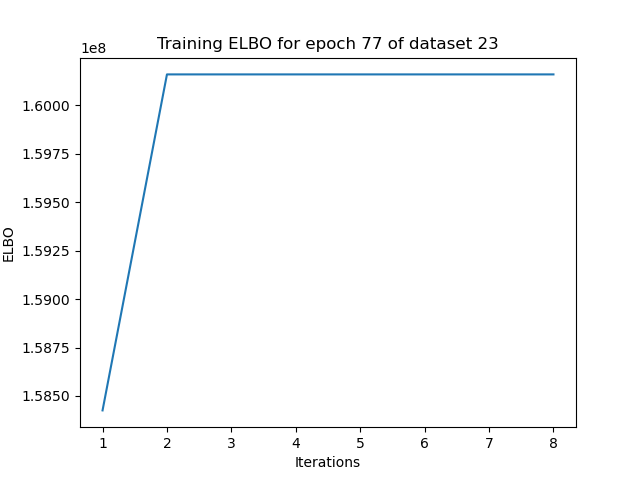 Training ELBO for epoch 77 of dataset 23
1e8
1.6000
1.5975
1.5950
1.5925
1.5900
1.5875
1.5850
ELBO
1 2 3 4 5 6 7 8
Iterations